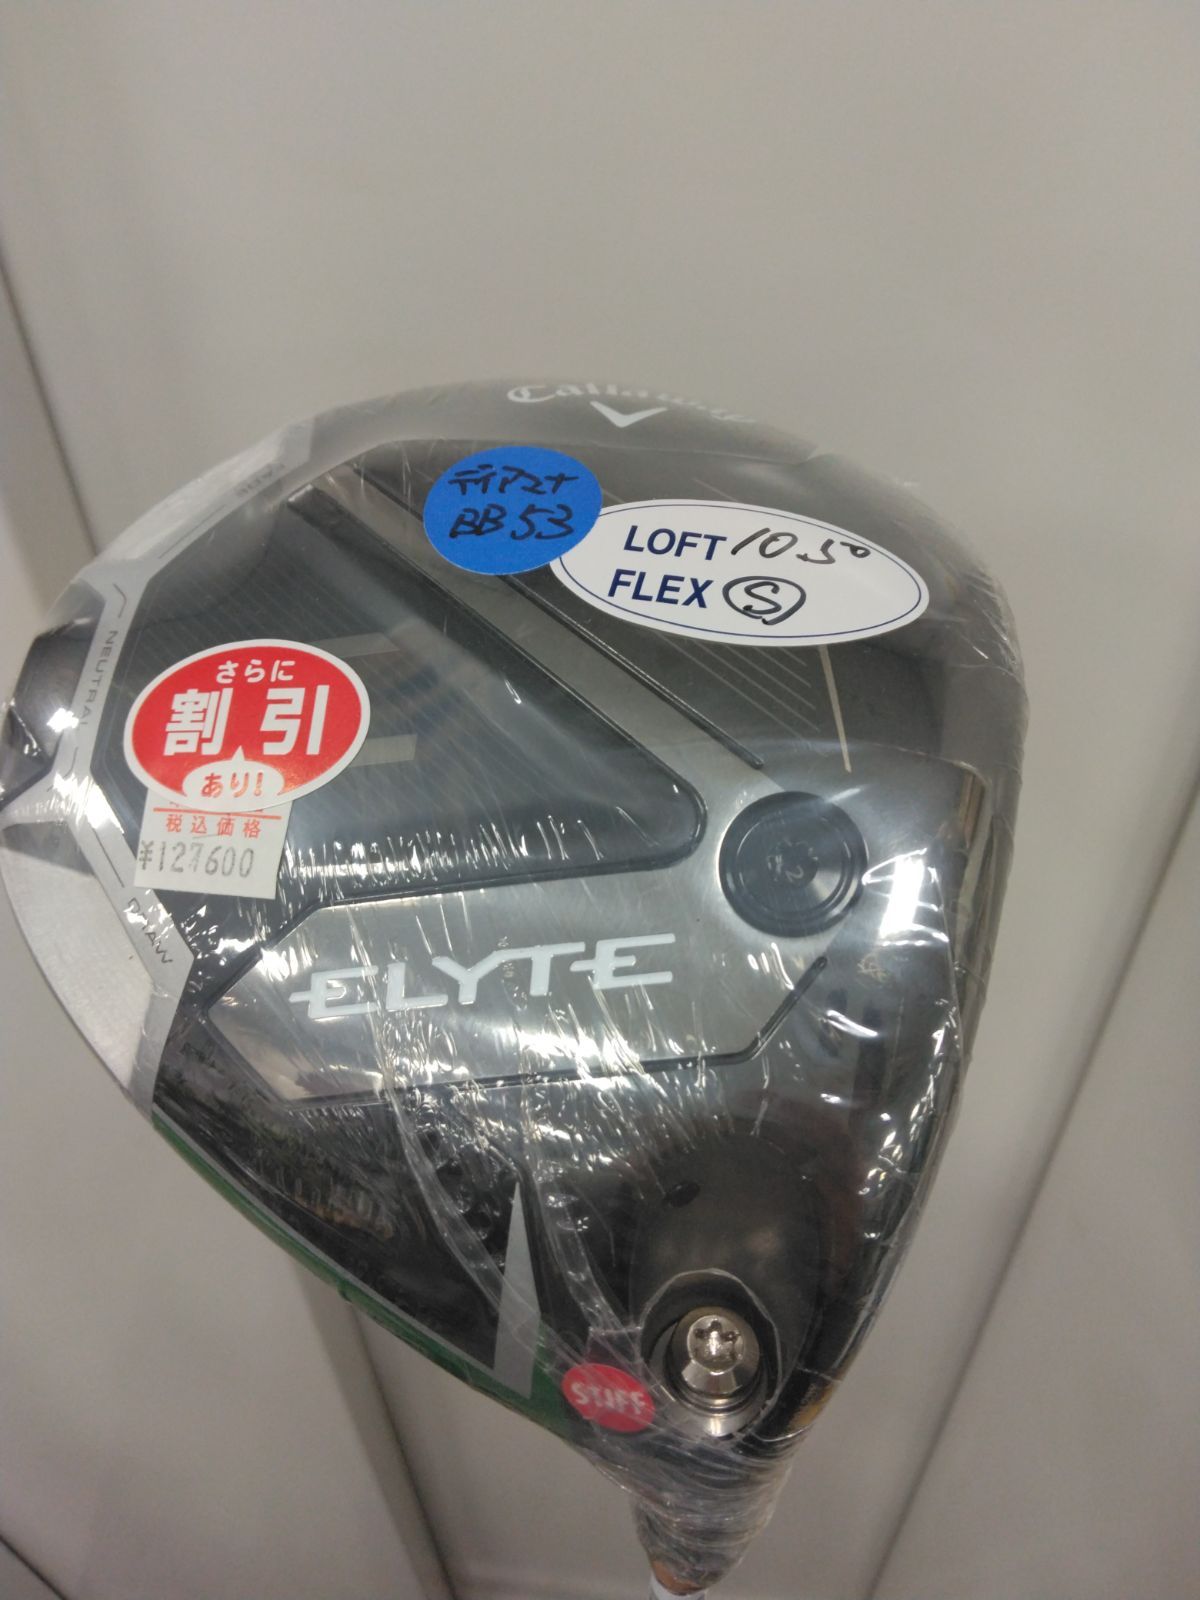 Callaway
FADE
ディアマナ
BB53
LOFT 10.5°
FLEX Ⓢ
NEUTRAL
さらに
割引
あり!
税込価格
¥127600
DRAW
ELYTE
STIFF